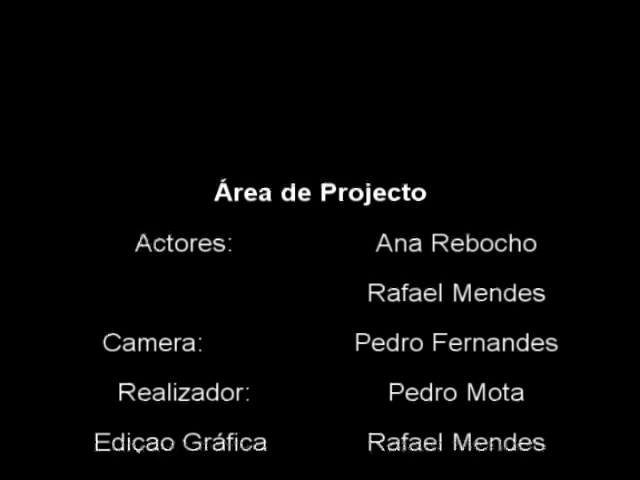 Área de Projecto
Actores: Ana Rebocho
Rafael Mendes
Camera: Pedro Fernandes
Realizador: Pedro Mota
Ediçao Gráfica Rafael Mendes